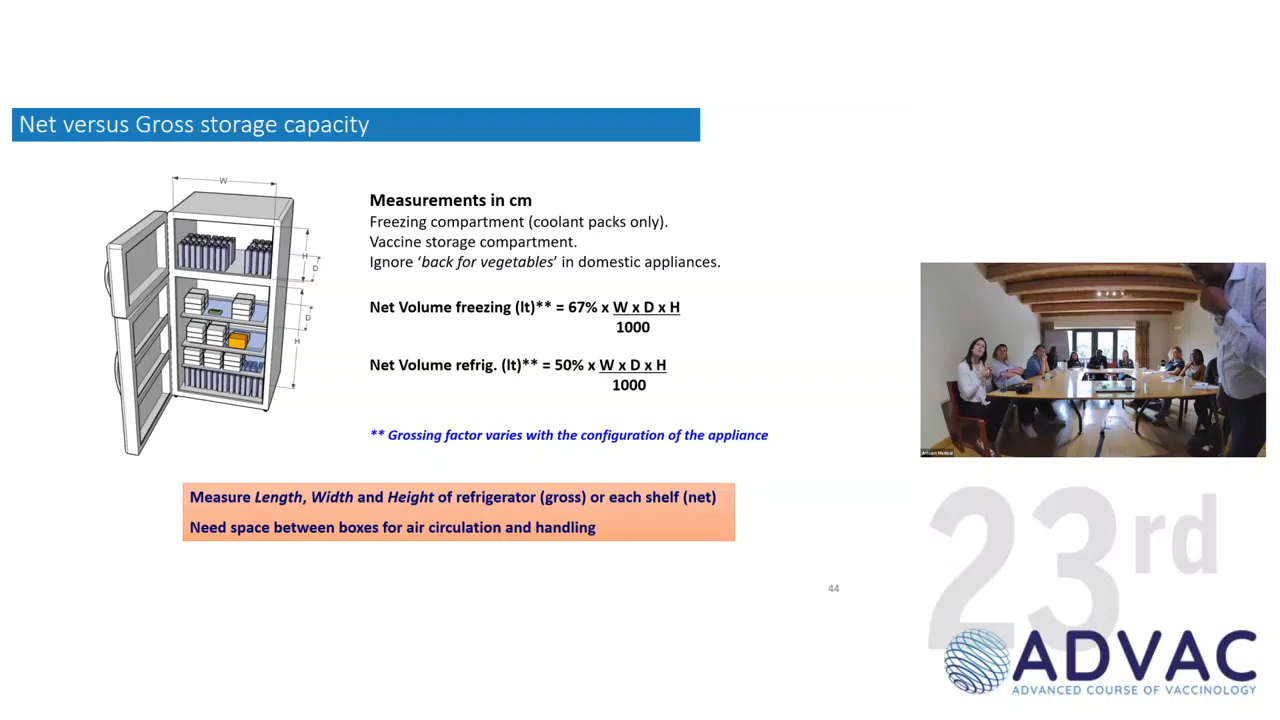 Net versus Gross storage capacity
W
H
D
D
H
Measurements in cm
Freezing compartment (coolant packs only).
Vaccine storage compartment.
Ignore ‘back for vegetables’ in domestic appliances.
Net Volume freezing (lt)** = 67% x W x D x H
1000
Net Volume refrig. (lt)** = 50% x W x D x H
1000
** Grossing factor varies with the configuration of the appliance
Measure Length, Width and Height of refrigerator (gross) or each shelf (net)
Need space between boxes for air circulation and handling
44
Artcast Medical
23rd
ADVAC
ADVANCED COURSE OF VACCINOLOGY